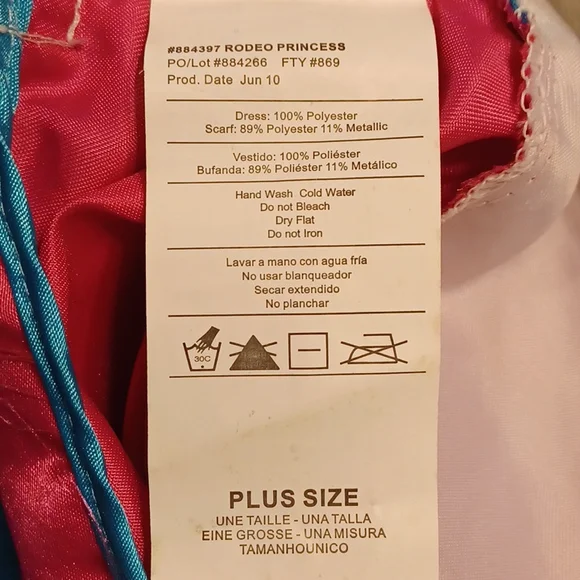 #884397 RODEO PRINCESS
PO/Lot #884266 FTY #869
Prod. Date Jun 10
Dress: 100% Polyester
Scarf: 89% Polyester 11% Metallic
Vestido: 100% Poliéster
Bufanda: 89% Poliéster 11% Metálico
Hand Wash Cold Water
Do not Bleach
Dry Flat
Do not Iron
Lavar a mano con agua fría
No usar blanqueador
Secar extendido
No planchar
30C
PLUS SIZE
UNE TAILLE - UNA TALLA
EINE GROSSE - UNA MISURA
TAMANHOUNICO